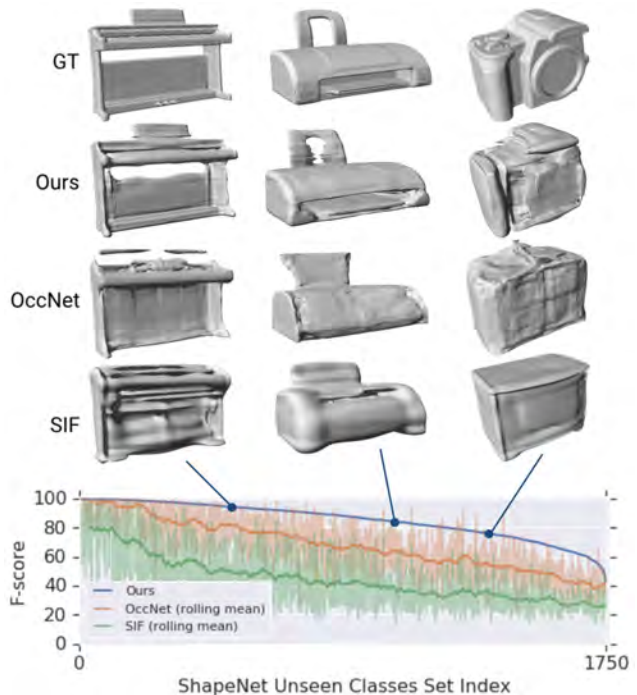 GT
Ours
OccNet
SIF
100
80
60
40
20
0
F-score
Ours
OccNet (rolling mean)
SIF (rolling mean)
0
1750
ShapeNet Unseen Classes Set Index